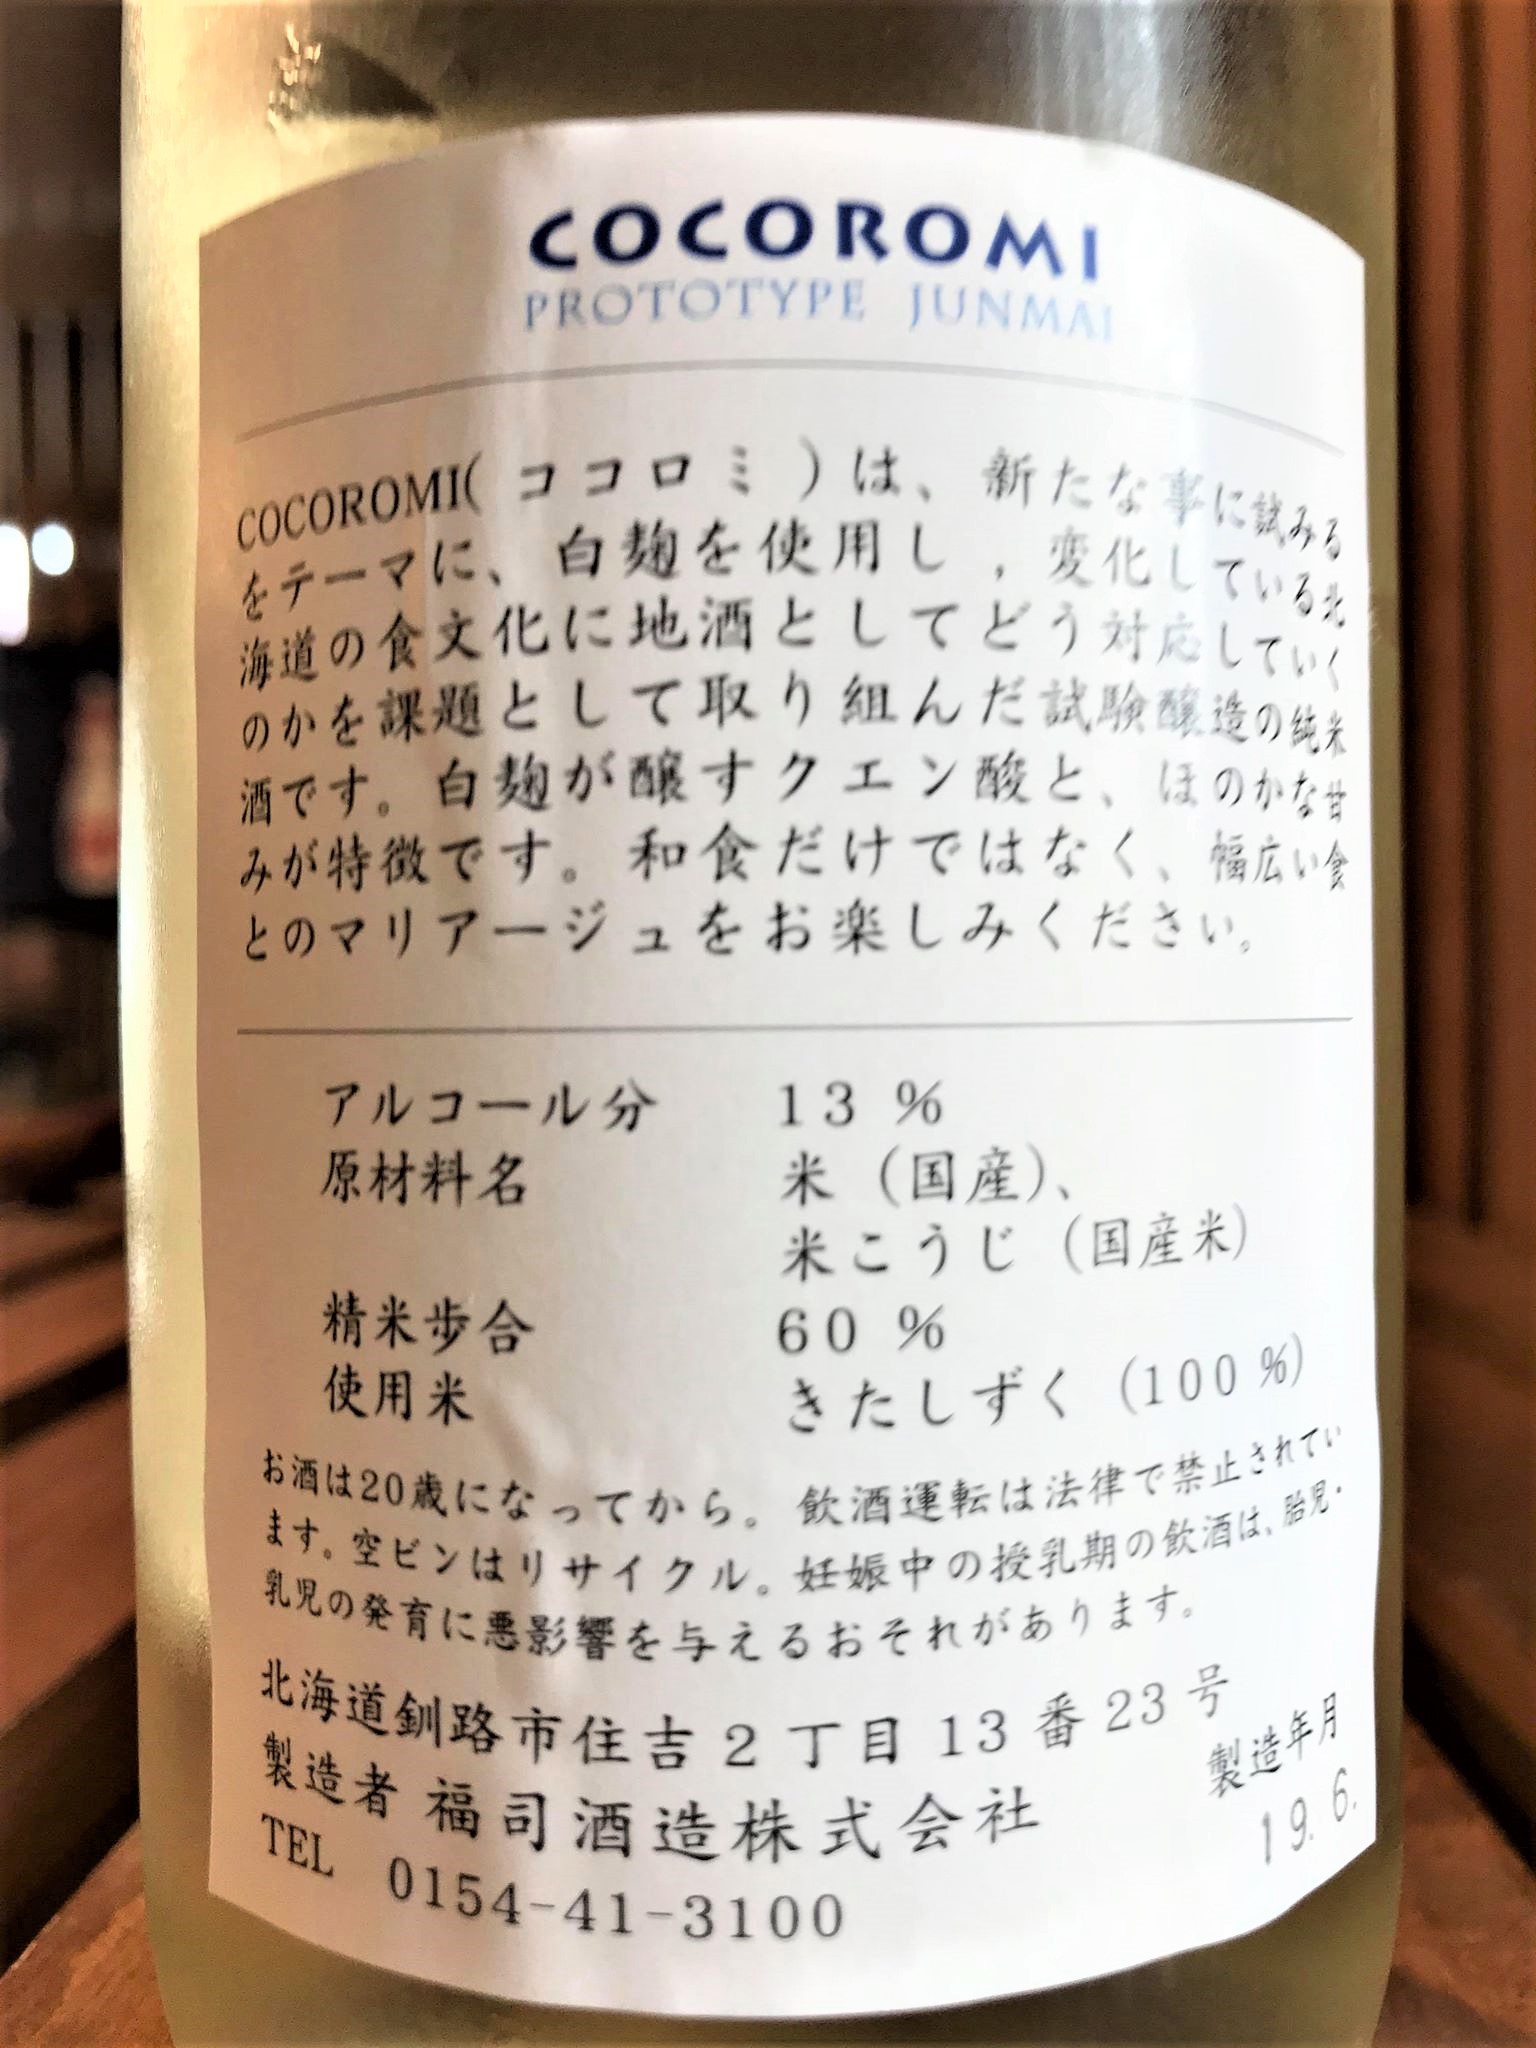 COCOROMI
PROTOTYPE JUNMAI
COCOROMI(ココロミ)は、新たな事に試みる
をテーマに、白麹を使用し，変化している北
海道の食文化に地酒としてどう対応していく
のかを課題として取り組んだ試験醸造の純米
酒です。白麹が醸すクエン酸と、ほのかな甘
みが特徴です。和食だけではなく、幅広い食
とのマリアージュをお楽しみください。
アルコール分 13%
原材料名 米（国産）、
米こうじ（国産米）
精米歩合 60%
使用米 きたしずく（100%）
お酒は20歳になってから。飲酒運転は法律で禁止されてい
ます。空ビンはリサイクル。妊娠中の授乳期の飲酒は、胎児・
乳児の発育に悪影響を与えるおそれがあります。
北海道釧路市住吉2丁目13番23号
製造者 福司酒造株式会社
製造年月
19.6.
TEL 0154-41-3100